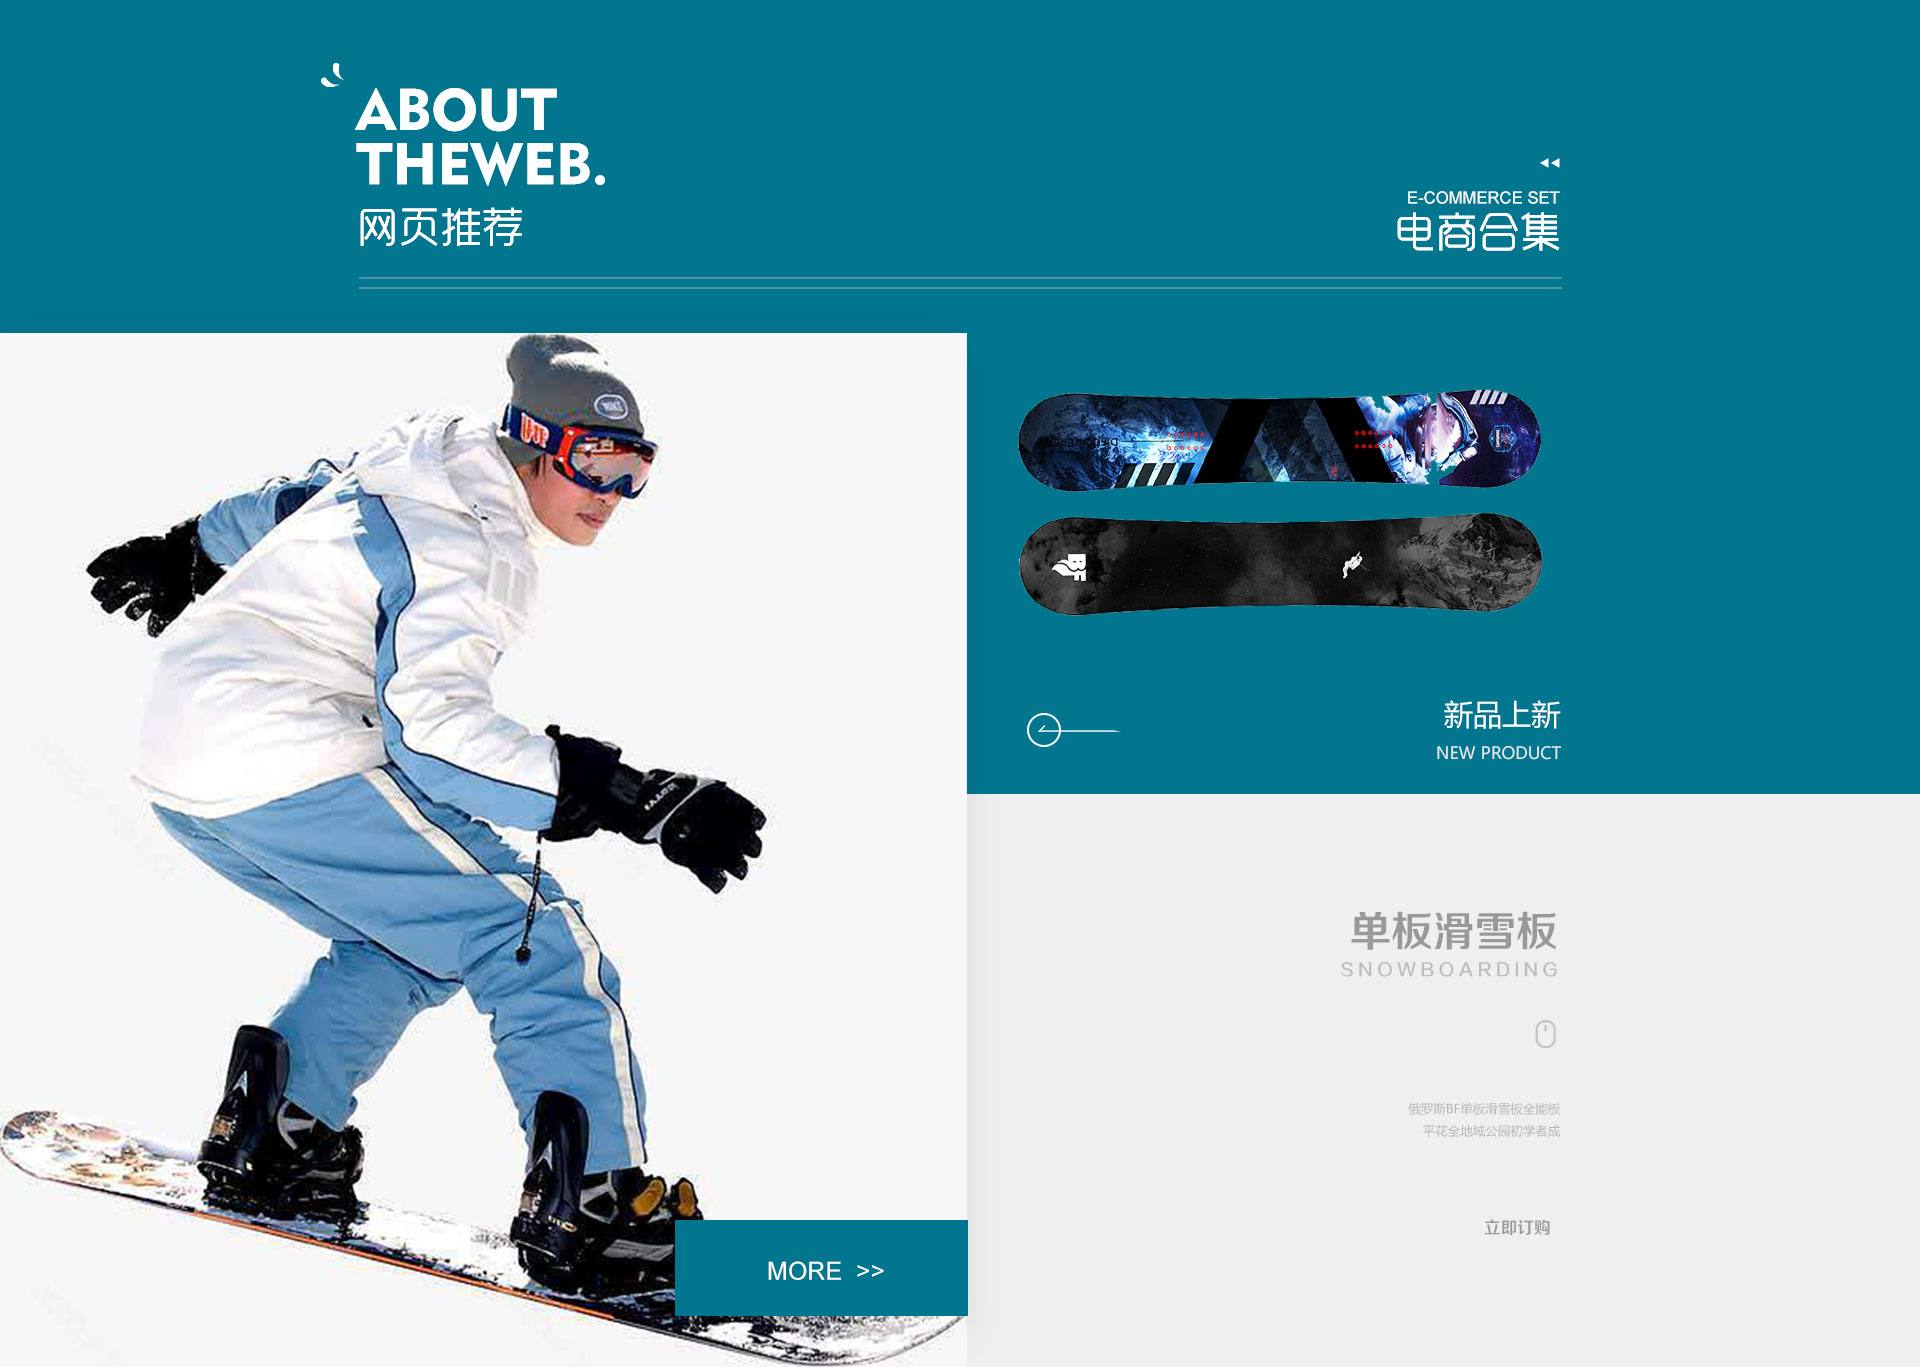 ABOUT
THEWEB.
网页推荐
E-COMMERCE SET
电商合集
BF
新品上新
NEW PRODUCT
单板滑雪板
SNOWBOARDING
俄罗斯BF单板滑雪板全能板
平花全地域公园初学者成
立即订购
MORE >>